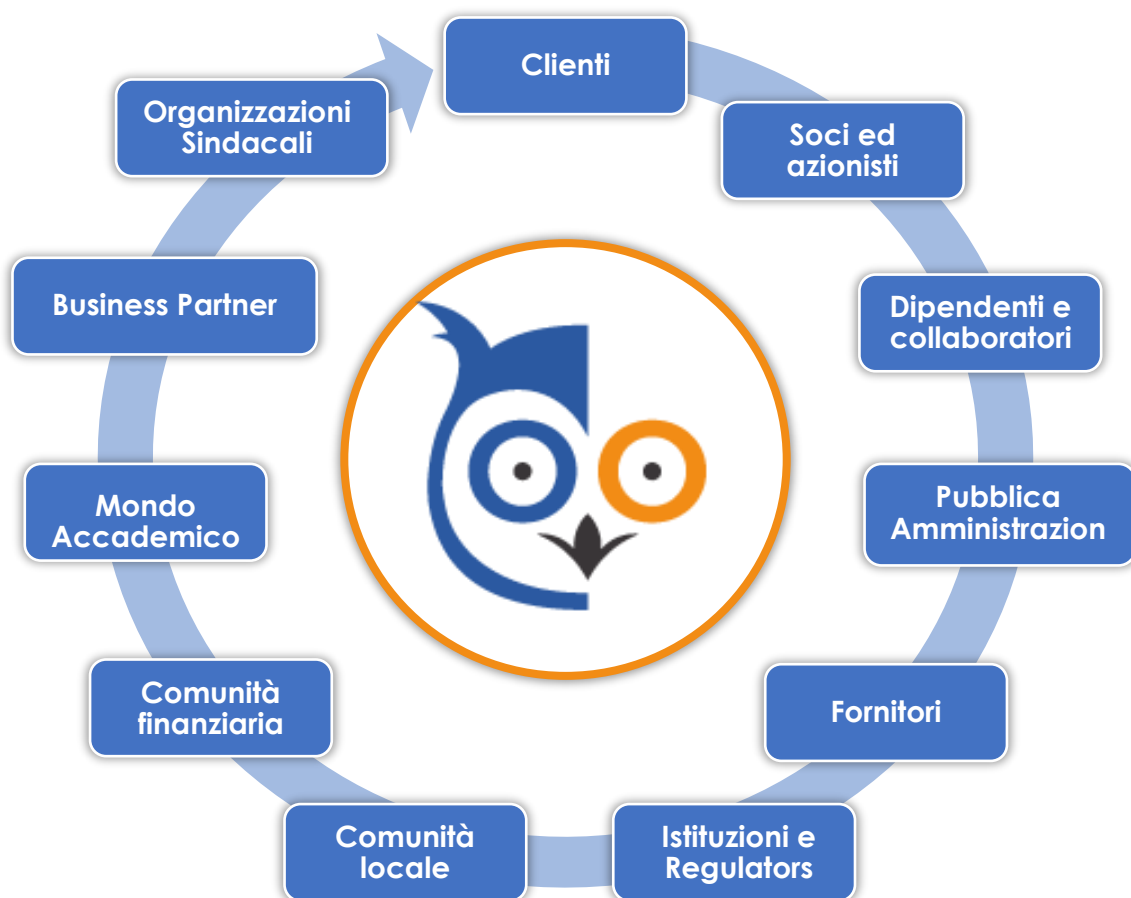 Clienti
Soci ed
azionisti
Dipendenti e
collaboratori
Pubblica
Amministrazion
Fornitori
Istituzioni e
Regulators
Comunità
locale
Comunità
finanziaria
Mondo
Accademico
Business Partner
Organizzazioni
Sindacali